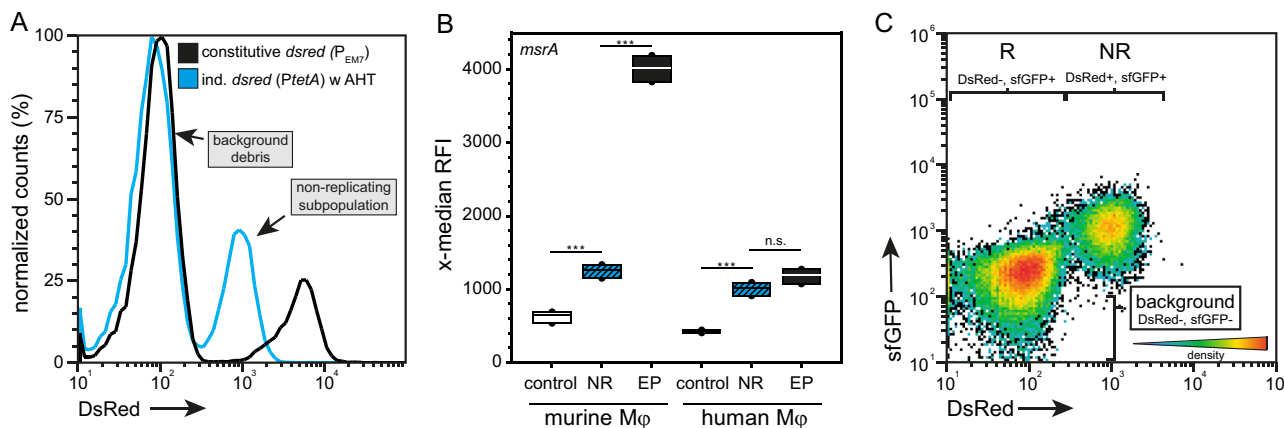 A
normalized counts (%)
100
75
50
25
0
constitutive dsred (PEM7)
ind. dsred (PtetA) w AHT
background
debris
non-replicating
subpopulation
10¹ 10² 10³ 10⁴
DsRed
B
x-median RFI
msrA
4000
3000
2000
1000
0
***
***
***
n.s.
control NR EP control NR EP
murine Mφ human Mφ
C
R NR
DsRed-, sfGFP+ DsRed+, sfGFP+
10⁶
10⁵
10⁴
10³
10²
10¹
sfGFP
background
DsRed-, sfGFP-
density
10¹ 10² 10³ 10⁴ 10
DsRed